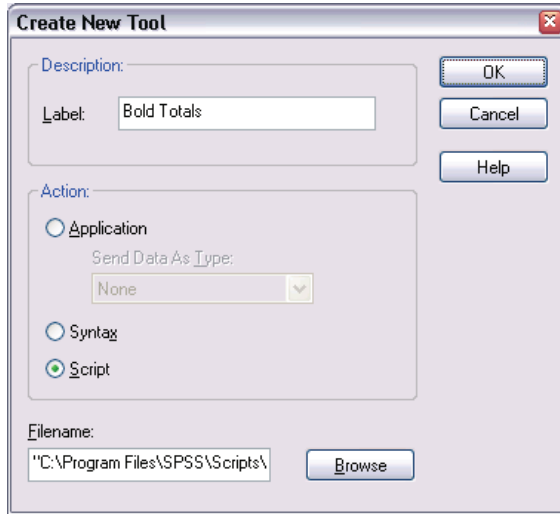 Create New Tool
Description:
Label: Bold Totals
OK
Cancel
Help
Action:
Application
Send Data As Type:
None
Syntax
Script
Filename:
"C:\Program Files\SPSS\Scripts\
Browse